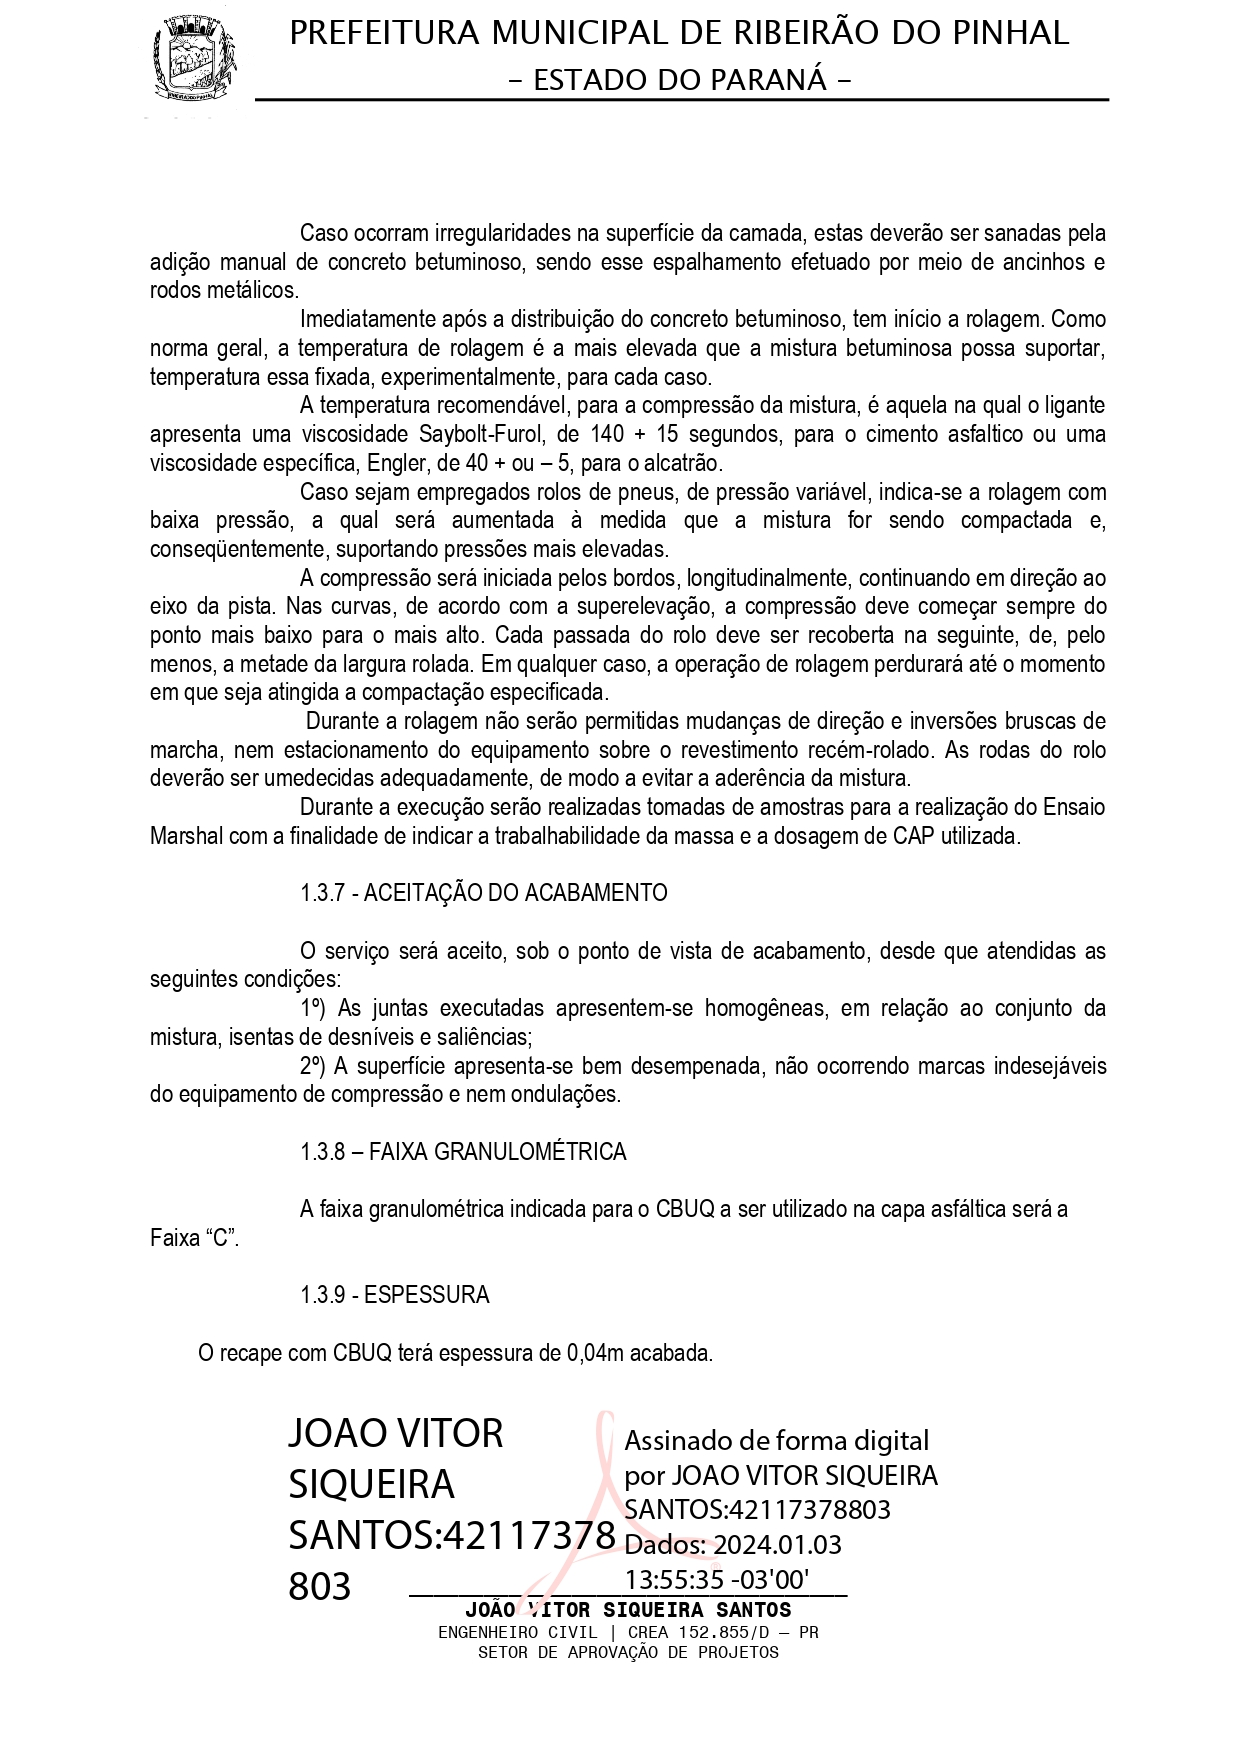 PREFEITURA MUNICIPAL DE RIBEIRÃO DO PINHAL
– ESTADO DO PARANÁ –
Caso ocorram irregularidades na superfície da camada, estas deverão ser sanadas pela
adição manual de concreto betuminoso, sendo esse espalhamento efetuado por meio de ancinhos e
rodos metálicos.
Imediatamente após a distribuição do concreto betuminoso, tem início a rolagem. Como
norma geral, a temperatura de rolagem é a mais elevada que a mistura betuminosa possa suportar,
temperatura essa fixada, experimentalmente, para cada caso.
A temperatura recomendável, para a compressão da mistura, é aquela na qual o ligante
apresenta uma viscosidade Saybolt-Furol, de 140 + 15 segundos, para o cimento asfaltico ou uma
viscosidade específica, Engler, de 40 + ou – 5, para o alcatrão.
Caso sejam empregados rolos de pneus, de pressão variável, indica-se a rolagem com
baixa pressão, a qual será aumentada à medida que a mistura for sendo compactada e,
conseqüentemente, suportando pressões mais elevadas.
A compressão será iniciada pelos bordos, longitudinalmente, continuando em direção ao
eixo da pista. Nas curvas, de acordo com a superelevação, a compressão deve começar sempre do
ponto mais baixo para o mais alto. Cada passada do rolo deve ser recoberta na seguinte, de, pelo
menos, a metade da largura rolada. Em qualquer caso, a operação de rolagem perdurará até o momento
em que seja atingida a compactação especificada.
Durante a rolagem não serão permitidas mudanças de direção e inversões bruscas de
marcha, nem estacionamento do equipamento sobre o revestimento recém-rolado. As rodas do rolo
deverão ser umedecidas adequadamente, de modo a evitar a aderência da mistura.
Durante a execução serão realizadas tomadas de amostras para a realização do Ensaio
Marshal com a finalidade de indicar a trabalhabilidade da massa e a dosagem de CAP utilizada.
1.3.7 - ACEITAÇÃO DO ACABAMENTO
O serviço será aceito, sob o ponto de vista de acabamento, desde que atendidas as
seguintes condições:
1º) As juntas executadas apresentem-se homogêneas, em relação ao conjunto da
mistura, isentas de desníveis e saliências;
2º) A superfície apresenta-se bem desempenada, não ocorrendo marcas indesejáveis
do equipamento de compressão e nem ondulações.
1.3.8 – FAIXA GRANULOMÉTRICA
A faixa granulométrica indicada para o CBUQ a ser utilizado na capa asfáltica será a
Faixa “C”.
1.3.9 - ESPESSURA
O recape com CBUQ terá espessura de 0,04m acabada.
JOAO VITOR
SIQUEIRA
SANTOS:42117378
803
Assinado de forma digital
por JOAO VITOR SIQUEIRA
SANTOS:42117378803
Dados: 2024.01.03
13:55:35 -03'00'
JOÃO VITOR SIQUEIRA SANTOS
ENGENHEIRO CIVIL | CREA 152.855/D – PR
SETOR DE APROVAÇÃO DE PROJETOS